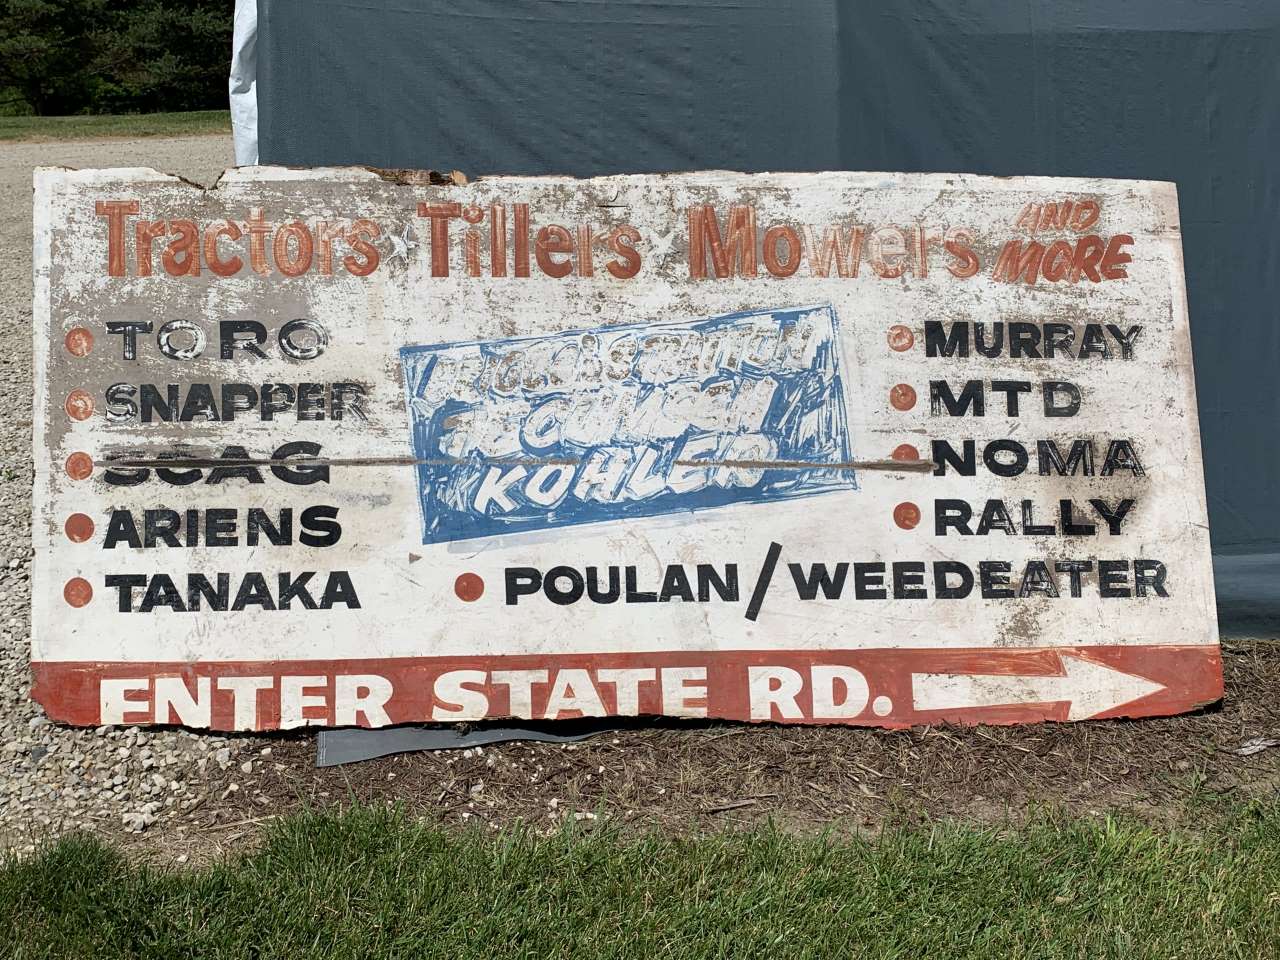 Tractors Tillers Mowers AND MORE
TORO
SNAPPER
SCAG
ARIENS
TANAKA
KOHLER
MURRAY
MTD
NOMA
RALLY
POULAN/WEEDEATER
ENTER STATE RD.